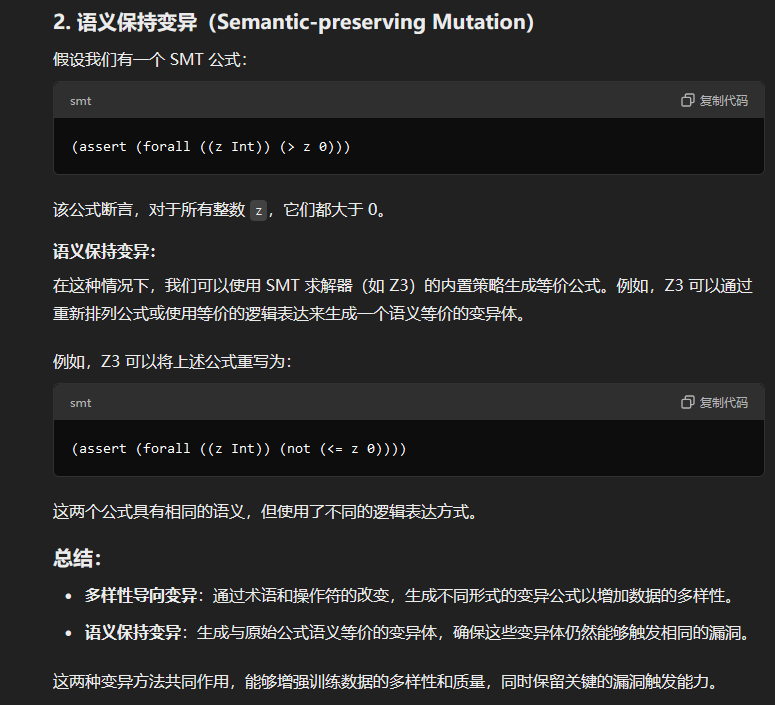 2. 语义保持变异（Semantic-preserving Mutation）
假设我们有一个 SMT 公式：
smt
复制代码
(assert (forall ((z Int)) (> z 0)))
该公式断言，对于所有整数 z，它们都大于 0。
语义保持变异：
在这种情况下，我们可以使用 SMT 求解器（如 Z3）的内置策略生成等价公式。例如，Z3 可以通过
重新排列公式或使用等价的逻辑表达来生成一个语义等价的变异体。
例如，Z3 可以将上述公式重写为：
smt
复制代码
(assert (forall ((z Int)) (not (<= z 0))))
这两个公式具有相同的语义，但使用了不同的逻辑表达方式。
总结：
• 多样性导向变异：通过术语和操作符的改变，生成不同形式的变异公式以增加数据的多样性。
• 语义保持变异：生成与原始公式语义等价的变异体，确保这些变异体仍然能够触发相同的漏洞。
这两种变异方法共同作用，能够增强训练数据的多样性和质量，同时保留关键的漏洞触发能力。